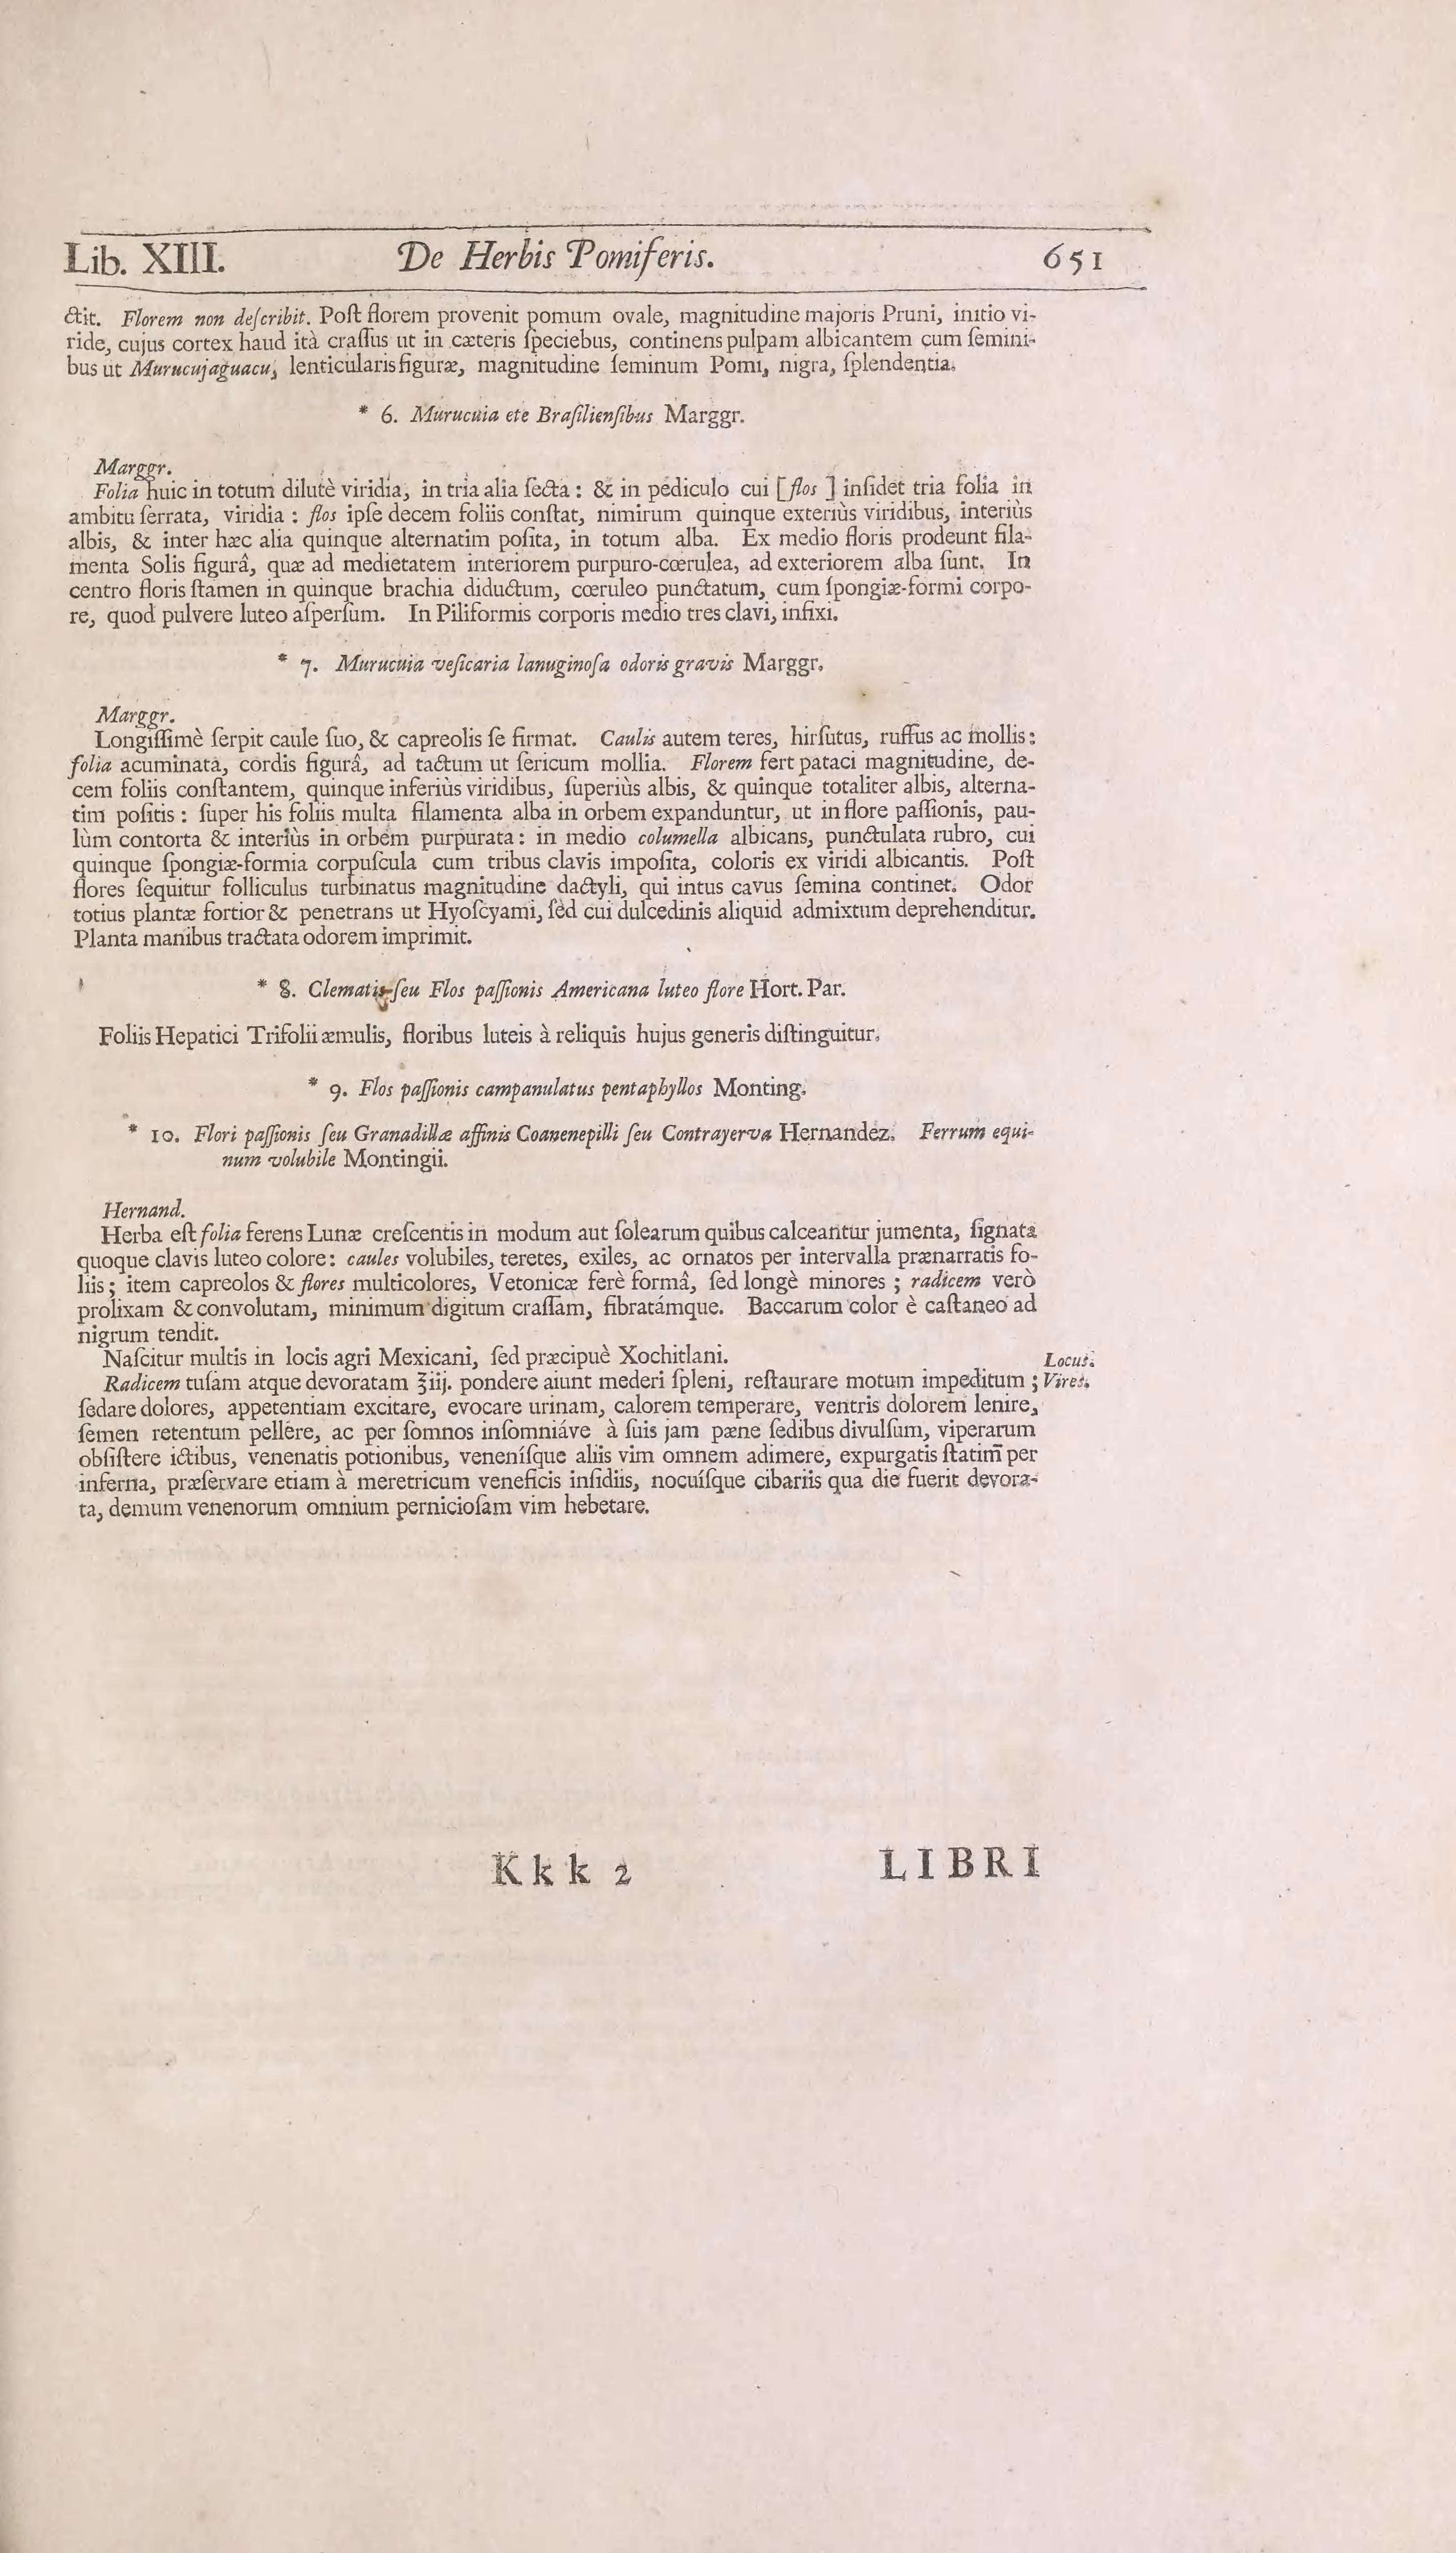 Lib. XIII. De Herbis Pomiferis. 651
ctit. Florem non deſcribit. Poſt florem provenit pomum ovale, magnitudine majoris Pruni, initio vi-
ride, cujus cortex haud ità craſſus ut in cæteris ſpeciebus, continens pulpam albicantem cum ſemini-
bus ut Murucujaguacu, lenticularis figuræ, magnitudine ſeminum Pomi, nigra, ſplendentia.
* 6. Murucuia ete Braſilienſibus Marggr.
Marggr.
Folia huic in totum dilutè viridia, in tria alia ſecta: & in pediculo cui [flos] inſidet tria folia in
ambitu ſerrata, viridia: flos ipſe decem foliis conſtat, nimirum quinque exteriùs viridibus, interiùs
albis, & inter hæc alia quinque alternatim poſita, in totum alba. Ex medio floris prodeunt fila-
menta Solis figurâ, quæ ad medietatem interiorem purpuro-cœrulea, ad exteriorem alba ſunt. In
centro floris ſtamen in quinque brachia diductum, cœruleo punctatum, cum ſpongiæ-formi corpo-
re, quod pulvere luteo aſperſum. In Piliformis corporis medio tres clavi, infixi.
* 7. Murucuia veſicaria lanuginoſa odoris gravis Marggr.
Marggr.
Longiſſimè ſerpit caule ſuo, & capreolis ſe firmat. Caulis autem teres, hirſutus, ruffus ac mollis:
folia acuminata, cordis figurâ, ad tactum ut ſericum mollia. Florem fert pataci magnitudine, de-
cem foliis conſtantem, quinque inferiùs viridibus, ſuperiùs albis, & quinque totaliter albis, alterna-
tim poſitis: ſuper his foliis multa filamenta alba in orbem expanduntur, ut in flore paſſionis, pau-
lùm contorta & interiùs in orbem purpurata: in medio columella albicans, punctulata rubro, cui
quinque ſpongiæ-formia corpuſcula cum tribus clavis impoſita, coloris ex viridi albicantis. Poſt
flores ſequitur folliculus turbinatus magnitudine dactyli, qui intus cavus ſemina continet. Odor
totius plantæ fortior & penetrans ut Hyoſcyami, ſed cui dulcedinis aliquid admixtum deprehenditur.
Planta manibus tractata odorem imprimit.
* 8. Clematis ſeu Flos paſſionis Americana luteo flore Hort. Par.
Foliis Hepatici Trifolii æmulis, floribus luteis à reliquis hujus generis diſtinguitur.
* 9. Flos paſſionis campanulatus pentaphyllos Monting.
* 10. Flori paſſionis ſeu Granadillæ affinis Coanenepilli ſeu Contrayerva Hernandez. Ferrum equi-
num volubile Montingii.
Hernand.
Herba eſt folia ferens Lunæ creſcentis in modum aut ſolearum quibus calceantur jumenta, ſignata
quoque clavis luteo colore: caules volubiles, teretes, exiles, ac ornatos per intervalla prænarratis fo-
liis; item capreolos & flores multicolores, Vetonicæ ferè formâ, ſed longè minores; radicem verò
prolixam & convolutam, minimum digitum craſſam, fibratámque. Baccarum color è caſtaneo ad
nigrum tendit.
Naſcitur multis in locis agri Mexicani, ſed præcipuè Xochitlani. Locus.
Radicem tuſam atque devoratam ℥iij. pondere aiunt mederi ſpleni, reſtaurare motum impeditum; Vires.
ſedare dolores, appetentiam excitare, evocare urinam, calorem temperare, ventris dolorem lenire,
ſemen retentum pellere, ac per ſomnos inſomniáve à ſuis jam pæne ſedibus divulſum, viperarum
obſiſtere ictibus, venenatis potionibus, veneníſque aliis vim omnem adimere, expurgatis ſtatim per
inferna, præſervare etiam à meretricum veneficis inſidiis, nocuíſque cibariis qua die fuerit devora-
ta, demum venenorum omnium pernicioſam vim hebetare.
Kkk 2 LIBRI